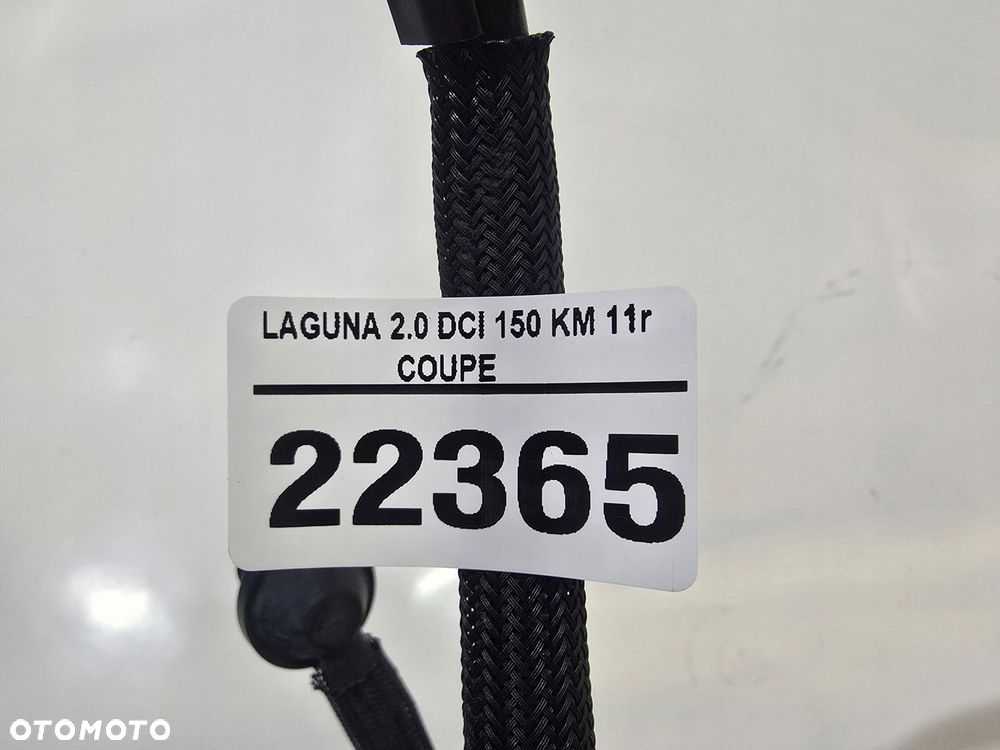 LAGUNA 2.0 DCI 150 KM 11r
COUPE
22365
OTOMOTO